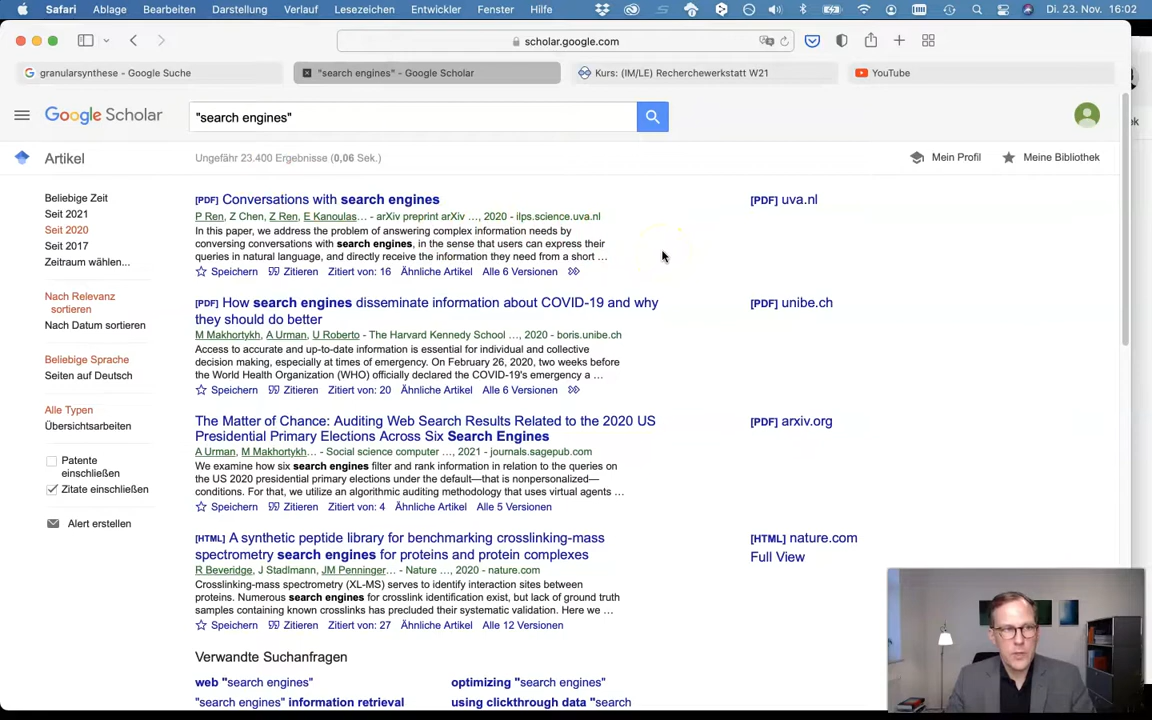 Safari Ablage Bearbeiten Darstellung Verlauf Lesezeichen Entwickler Fenster Hilfe Di. 23. Nov. 16:02
scholar.google.com
granularsynthese - Google Suche
"search engines" - Google Scholar
Kurs: (IM/LE) Recherchewerkstatt W21
YouTube
Google Scholar
"search engines"
Artikel
Ungefähr 23.400 Ergebnisse (0,06 Sek.)
Mein Profil
Meine Bibliothek
Beliebige Zeit
Seit 2021
Seit 2020
Seit 2017
Zeitraum wählen...
Nach Relevanz
sortieren
Nach Datum sortieren
Beliebige Sprache
Seiten auf Deutsch
Alle Typen
Übersichtsarbeiten
Patente
einschließen
Zitate einschließen
Alert erstellen
[PDF] Conversations with search engines
P Ren, Z Chen, Z Ren, E Kanoulas… - arXiv preprint arXiv …, 2020 - ilps.science.uva.nl
In this paper, we address the problem of answering complex information needs by
conversing conversations with search engines, in the sense that users can express their
queries in natural language, and directly receive the information they need from a short …
Speichern Zitieren Zitiert von: 16 Ähnliche Artikel Alle 6 Versionen
[PDF] uva.nl
[PDF] How search engines disseminate information about COVID-19 and why
they should do better
M Makhortykh, A Urman, U Roberto - The Harvard Kennedy School …, 2020 - boris.unibe.ch
Access to accurate and up-to-date information is essential for individual and collective
decision making, especially at times of emergency. On February 26, 2020, two weeks before
the World Health Organization (WHO) officially declared the COVID-19's emergency a …
Speichern Zitieren Zitiert von: 20 Ähnliche Artikel Alle 6 Versionen
[PDF] unibe.ch
The Matter of Chance: Auditing Web Search Results Related to the 2020 US
Presidential Primary Elections Across Six Search Engines
A Urman, M Makhortykh… - Social science computer …, 2021 - journals.sagepub.com
We examine how six search engines filter and rank information in relation to the queries on
the US 2020 presidential primary elections under the default—that is nonpersonalized—
conditions. For that, we utilize an algorithmic auditing methodology that uses virtual agents …
Speichern Zitieren Zitiert von: 4 Ähnliche Artikel Alle 5 Versionen
[PDF] arxiv.org
[HTML] A synthetic peptide library for benchmarking crosslinking-mass
spectrometry search engines for proteins and protein complexes
R Beveridge, J Stadlmann, JM Penninger… - Nature …, 2020 - nature.com
Crosslinking-mass spectrometry (XL-MS) serves to identify interaction sites between
proteins. Numerous search engines for crosslink identification exist, but lack of ground truth
samples containing known crosslinks has precluded their systematic validation. Here we …
Speichern Zitieren Zitiert von: 27 Ähnliche Artikel Alle 12 Versionen
[HTML] nature.com
Full View
Verwandte Suchanfragen
web "search engines"
optimizing "search engines"
"search engines" information retrieval
using clickthrough data "search